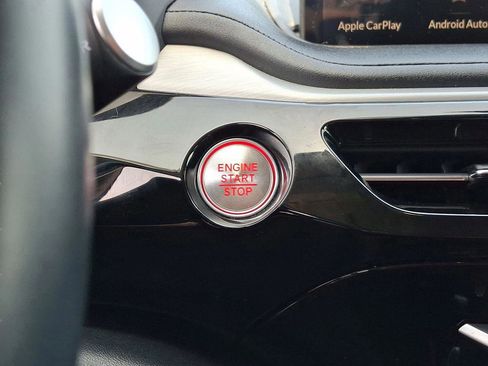 Apple CarPlay
Android Auto
ENGINE
START
STOP